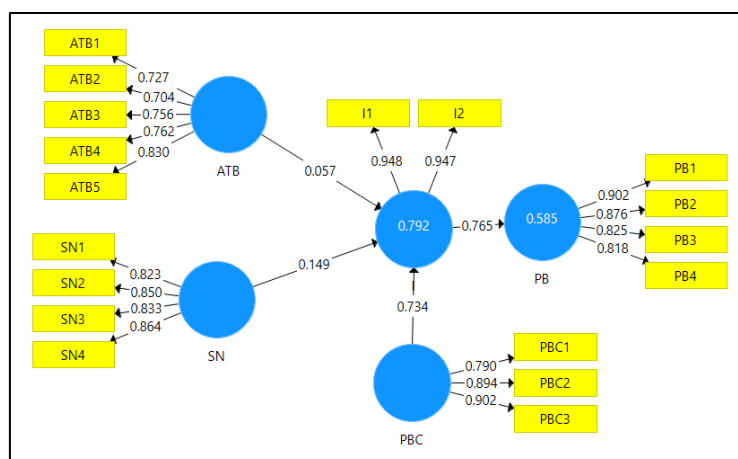 ATB1
ATB2
ATB3
ATB4
ATB5
0.727
0.704
0.756
0.762
0.830
ATB
0.057
I1
I2
0.948
0.947
0.792
0.765
0.585
PB
PB1
PB2
PB3
PB4
0.902
0.876
0.825
0.818
SN1
SN2
SN3
SN4
0.823
0.850
0.833
0.864
SN
0.149
I
0.734
PBC
0.790
0.894
0.902
PBC1
PBC2
PBC3